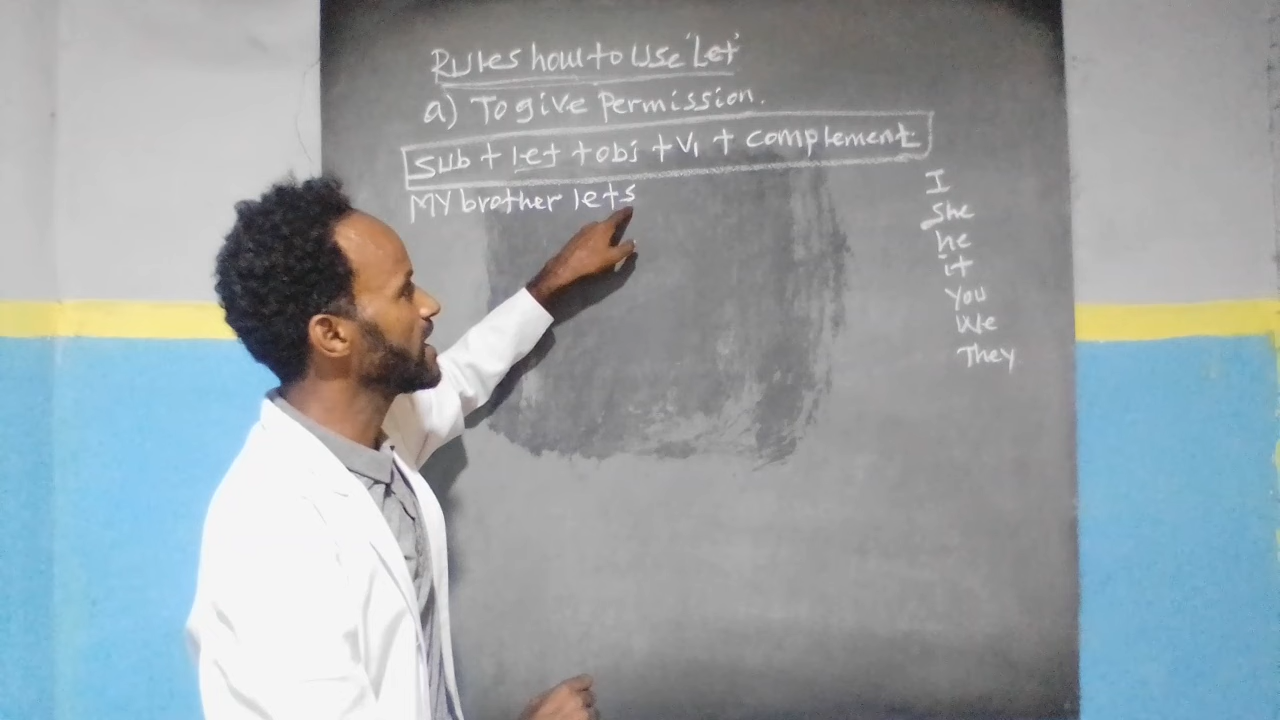 Rules how to Use 'Let'
a) To give Permission.
Sub + let + obj + V1 + complement
MY brother lets
I
She
he
it
You
We
They